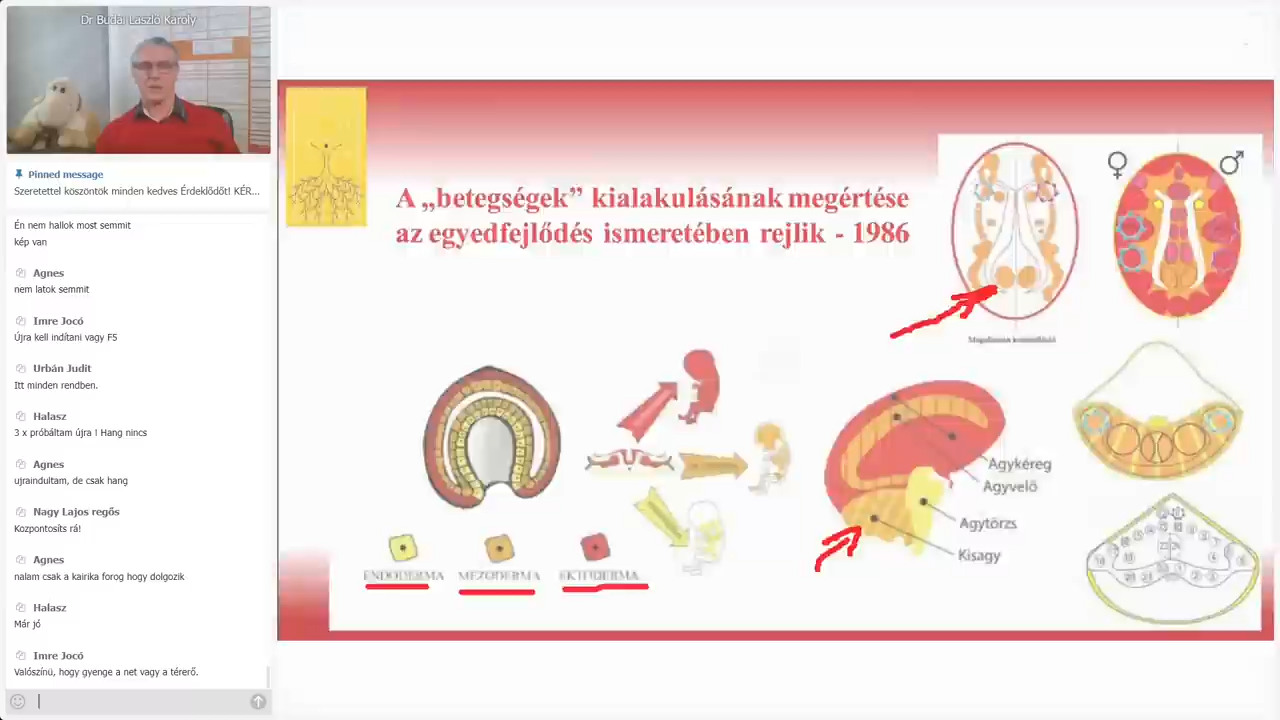 Dr Budai László Károly
Pinned message
Szeretettel köszöntök minden kedves Érdeklődőt! KÉR...
Én nem hallok most semmit
kép van
Agnes
nem latok semmit
Imre Jocó
Újra kell indítani vagy F5
Urbán Judit
Itt minden rendben.
Halasz
3 x próbáltam újra ! Hang nincs
Agnes
ujraindultam, de csak hang
Nagy Lajos regős
Kozpontosíts rá!
Agnes
nalam csak a kairika forog hogy dolgozik
Halasz
Már jó
Imre Jocó
Valószínü, hogy gyenge a net vagy a térerő.
A „betegségek” kialakulásának megértése
az egyedfejlődés ismeretében rejlik - 1986
ENDODERMA
MEZODERMA
EKTODERMA
Agykéreg
Agyvelő
Agytörzs
Kisagy